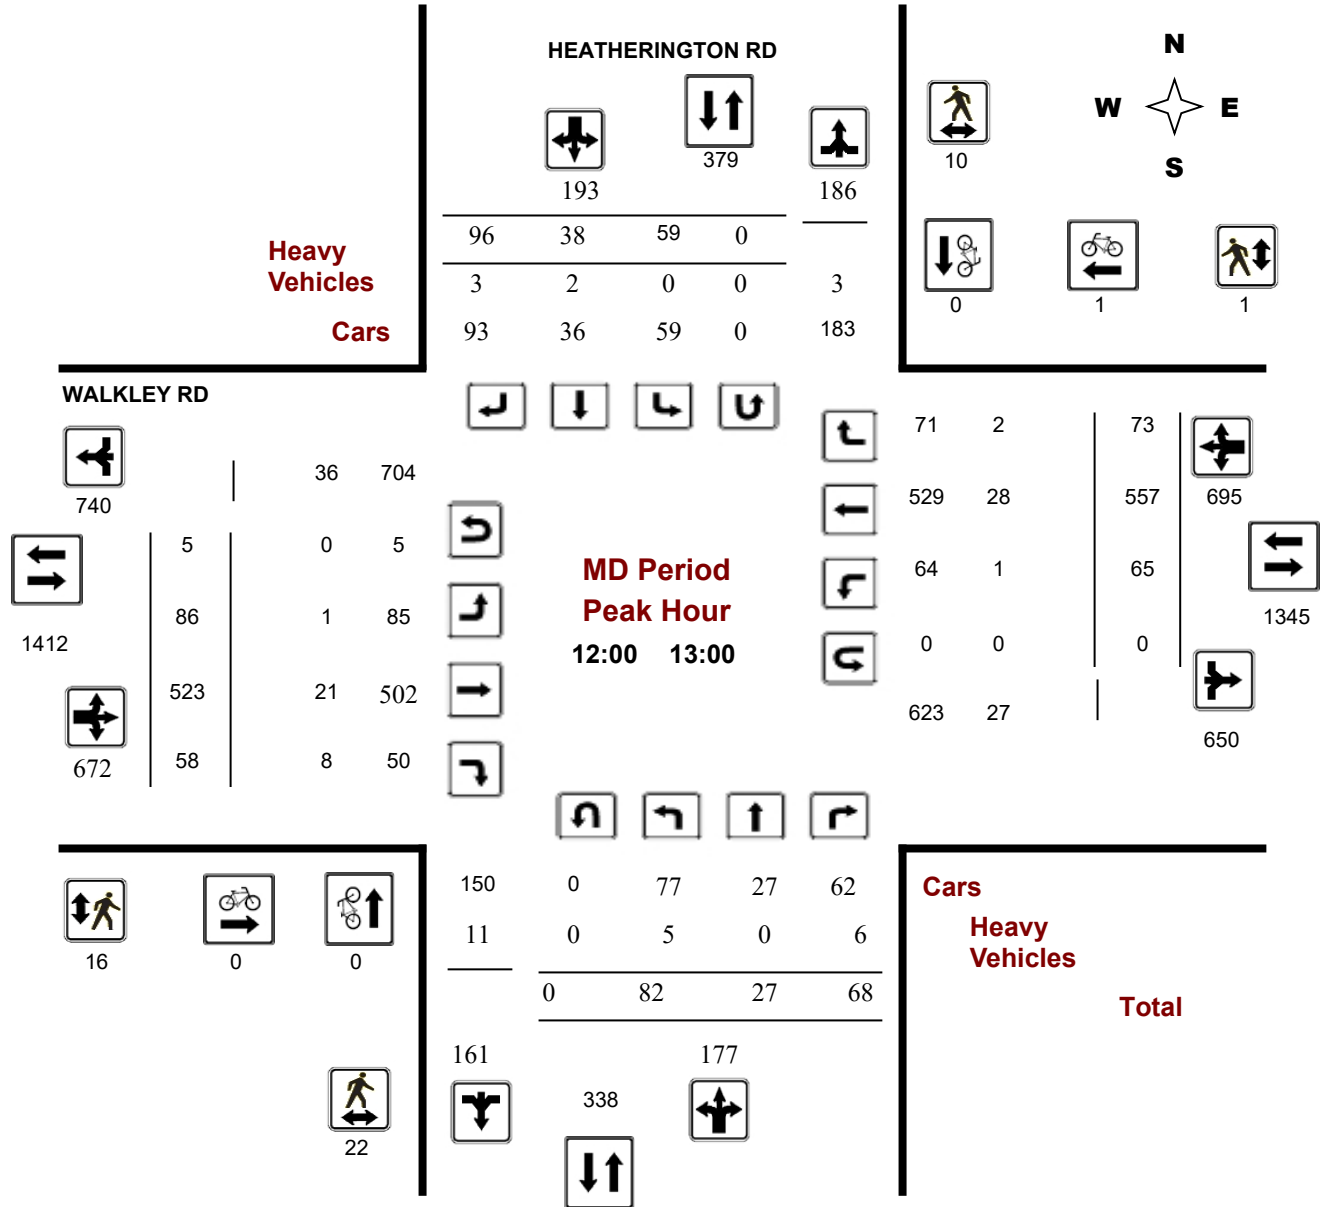 HEATHERINGTON RD
N
W E
S
379
10
193
186
96 38 59 0
Heavy
Vehicles
3 2 0 0 3
0 1 1
Cars
93 36 59 0 183
WALKLEY RD
71 2 73
36 704
740
529 28 557 695
5 0 5
MD Period
64 1 65
Peak Hour
86 1 85
1345
1412
12:00 13:00
0 0 0
523 21 502
623 27
650
672
58 8 50
150 0 77 27 62
Cars
11 0 5 0 6
Heavy
Vehicles
16 0 0
0 82 27 68
Total
161 177
338
22